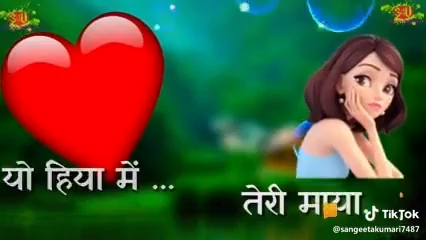 यो हिया में ...
तेरी माया..
TikTok
@sangeetakumari7487